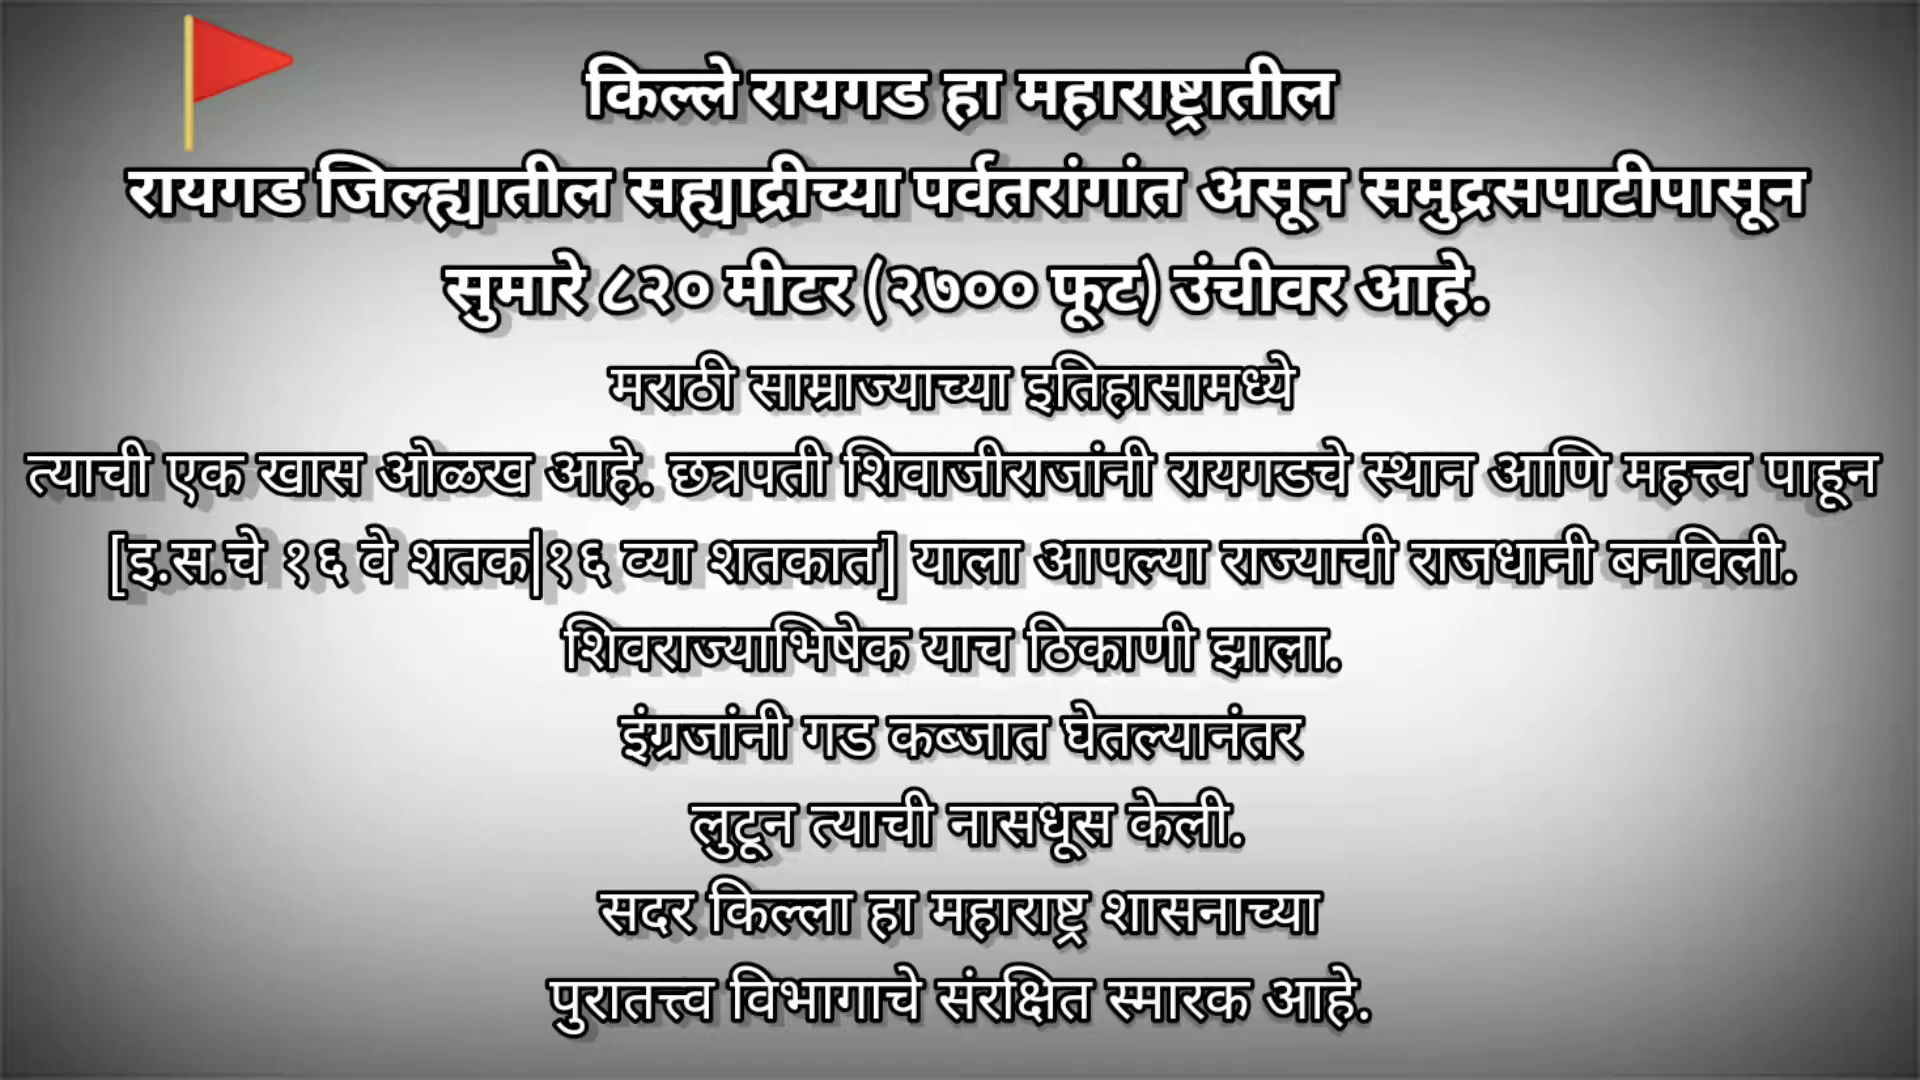 किल्ले रायगड हा महाराष्ट्रातील
रायगड जिल्ह्यातील सह्याद्रीच्या पर्वतरांगांत असून समुद्रसपाटीपासून
सुमारे ८२० मीटर (२७०० फूट) उंचीवर आहे.
मराठी साम्राज्याच्या इतिहासामध्ये
त्याची एक खास ओळख आहे. छत्रपती शिवाजीराजांनी रायगडचे स्थान आणि महत्त्व पाहून
[इ.स.चे १६ वे शतक|१६ व्या शतकात] याला आपल्या राज्याची राजधानी बनविली.
शिवराज्याभिषेक याच ठिकाणी झाला.
इंग्रजांनी गड कब्जात घेतल्यानंतर
लुटून त्याची नासधूस केली.
सदर किल्ला हा महाराष्ट्र शासनाच्या
पुरातत्त्व विभागाचे संरक्षित स्मारक आहे.